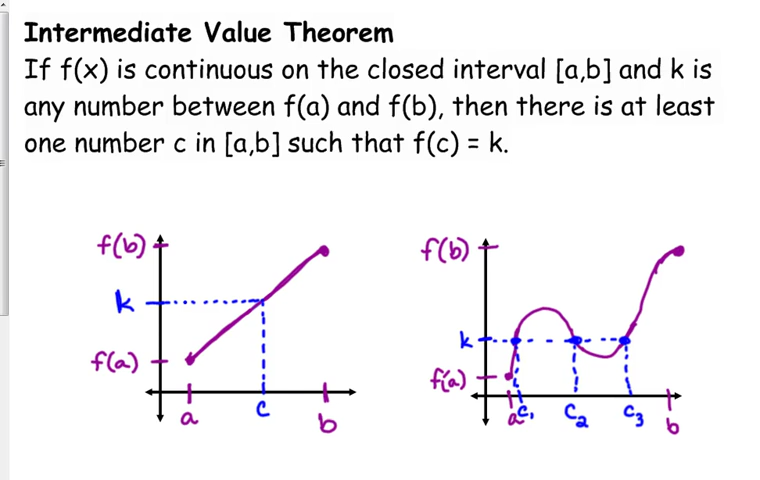 Intermediate Value Theorem
If f(x) is continuous on the closed interval [a,b] and k is
any number between f(a) and f(b), then there is at least
one number c in [a,b] such that f(c) = k.
f(b)
k
f(a)
a
c
b
f(b)
k
f(a)
a
c₁
c₂
c₃
b